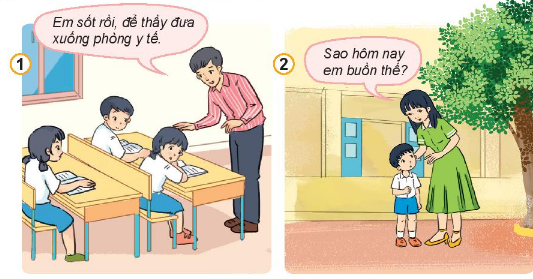 1
Em sốt rồi, để thầy đưa
xuống phòng y tế.
2
Sao hôm nay
em buồn thế?